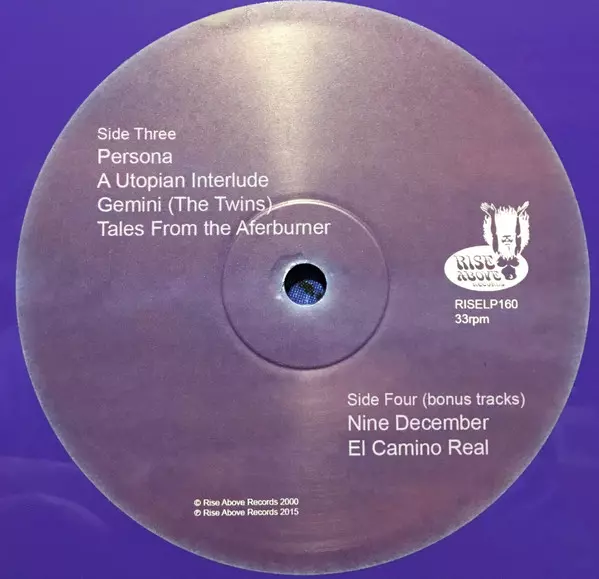 Side Three
Persona
A Utopian Interlude
Gemini (The Twins)
Tales From the Aferburner
RISE
ABOVE
RECORDS
RISELP160
33rpm
Side Four (bonus tracks)
Nine December
El Camino Real
© Rise Above Records 2000
℗ Rise Above Records 2015